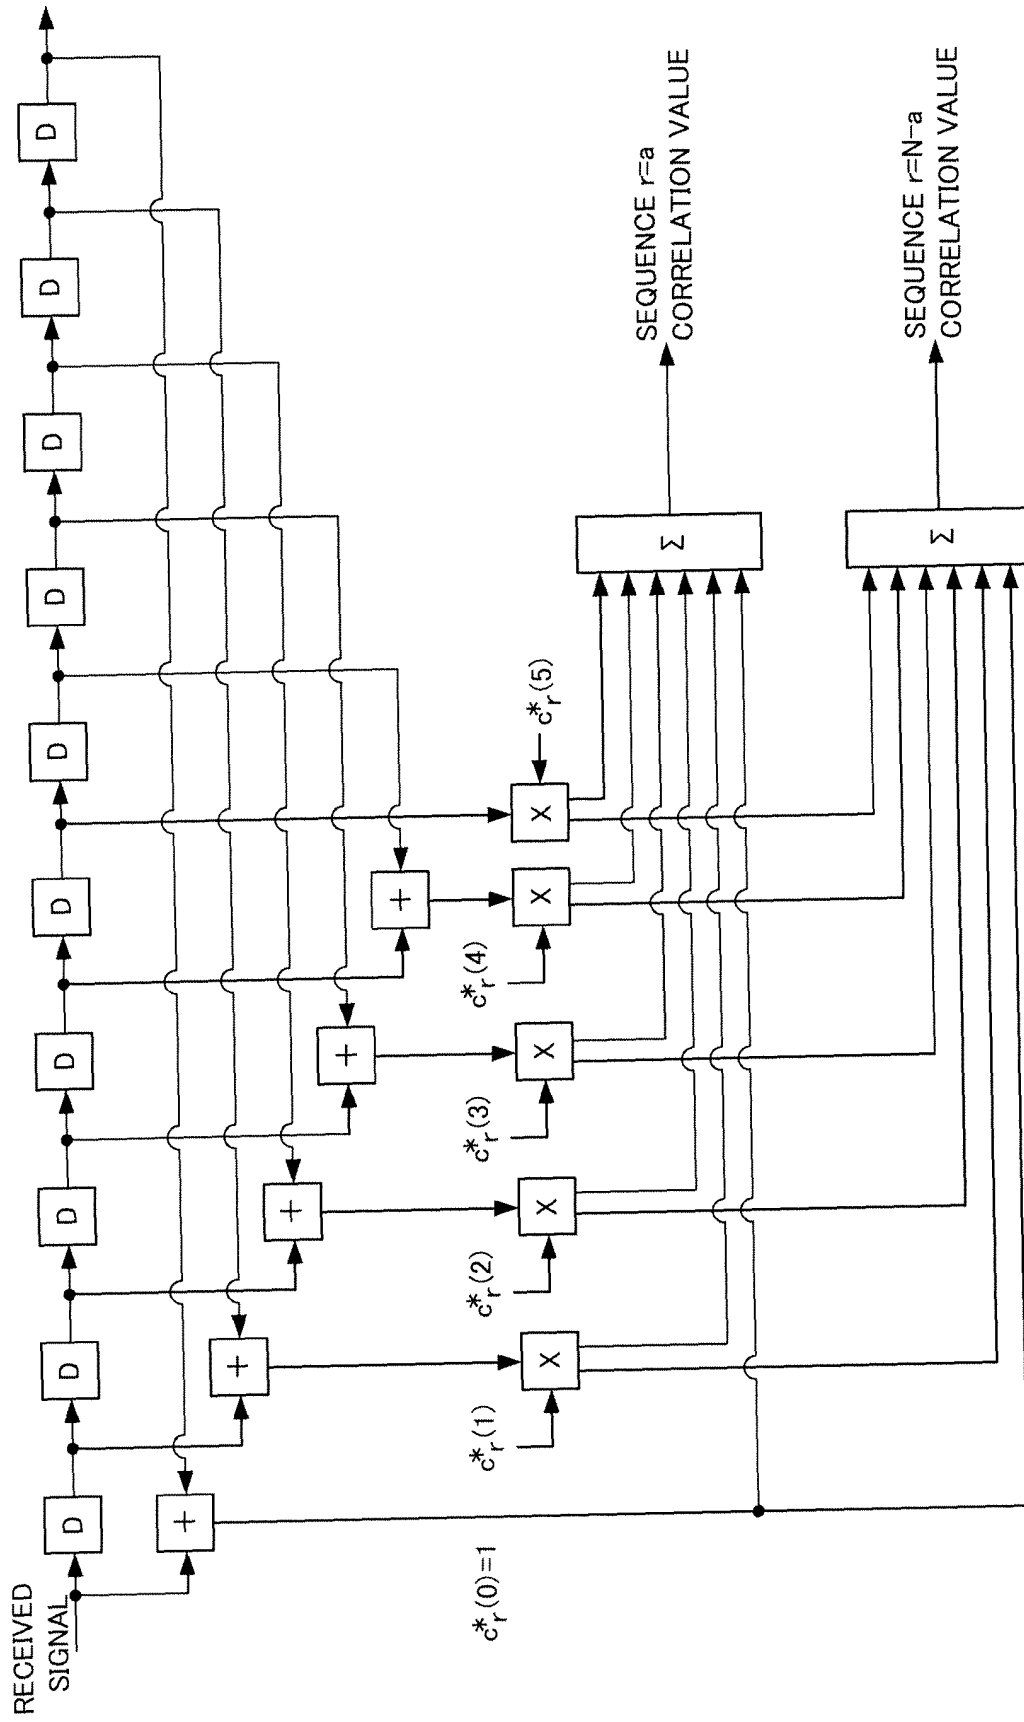 RECEIVED
SIGNAL
D D D D D D D D D D
+
+
+
+
+
c*r(0)=1
c*r(1)
c*r(2)
c*r(3)
c*r(4)
c*r(5)
X X X X X
Σ
SEQUENCE r=a
CORRELATION VALUE
Σ
SEQUENCE r=N-a
CORRELATION VALUE